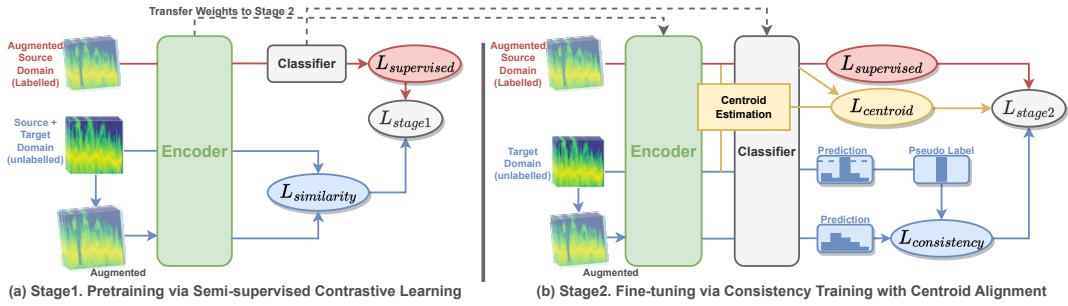 Transfer Weights to Stage 2
Augmented
Source
Domain
(Labelled)
Encoder
Classifier
L_supervised
L_stage1
Source +
Target
Domain
(unlabelled)
L_similarity
Augmented
(a) Stage1. Pretraining via Semi-supervised Contrastive Learning
Augmented
Source
Domain
(Labelled)
Encoder
Centroid
Estimation
Classifier
L_supervised
L_centroid
L_stage2
Target
Domain
(unlabelled)
Prediction
Pseudo Label
Prediction
L_consistency
Augmented
(b) Stage2. Fine-tuning via Consistency Training with Centroid Alignment